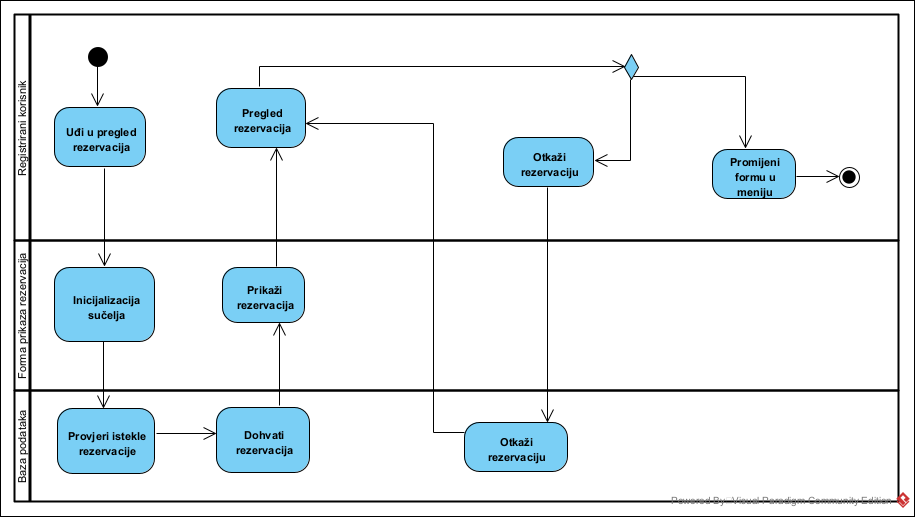 Registrirani korisnik
Uđi u pregled
rezervacija
Pregled
rezervacija
Otkaži
rezervaciju
Promijeni
formu u
meniju
Forma prikaza rezervacija
Inicijalizacija
sučelja
Prikaži
rezervacija
Baza podataka
Provjeri istekle
rezervacije
Dohvati
rezervacija
Otkaži
rezervaciju
Powered By: Visual Paradigm Community Edition